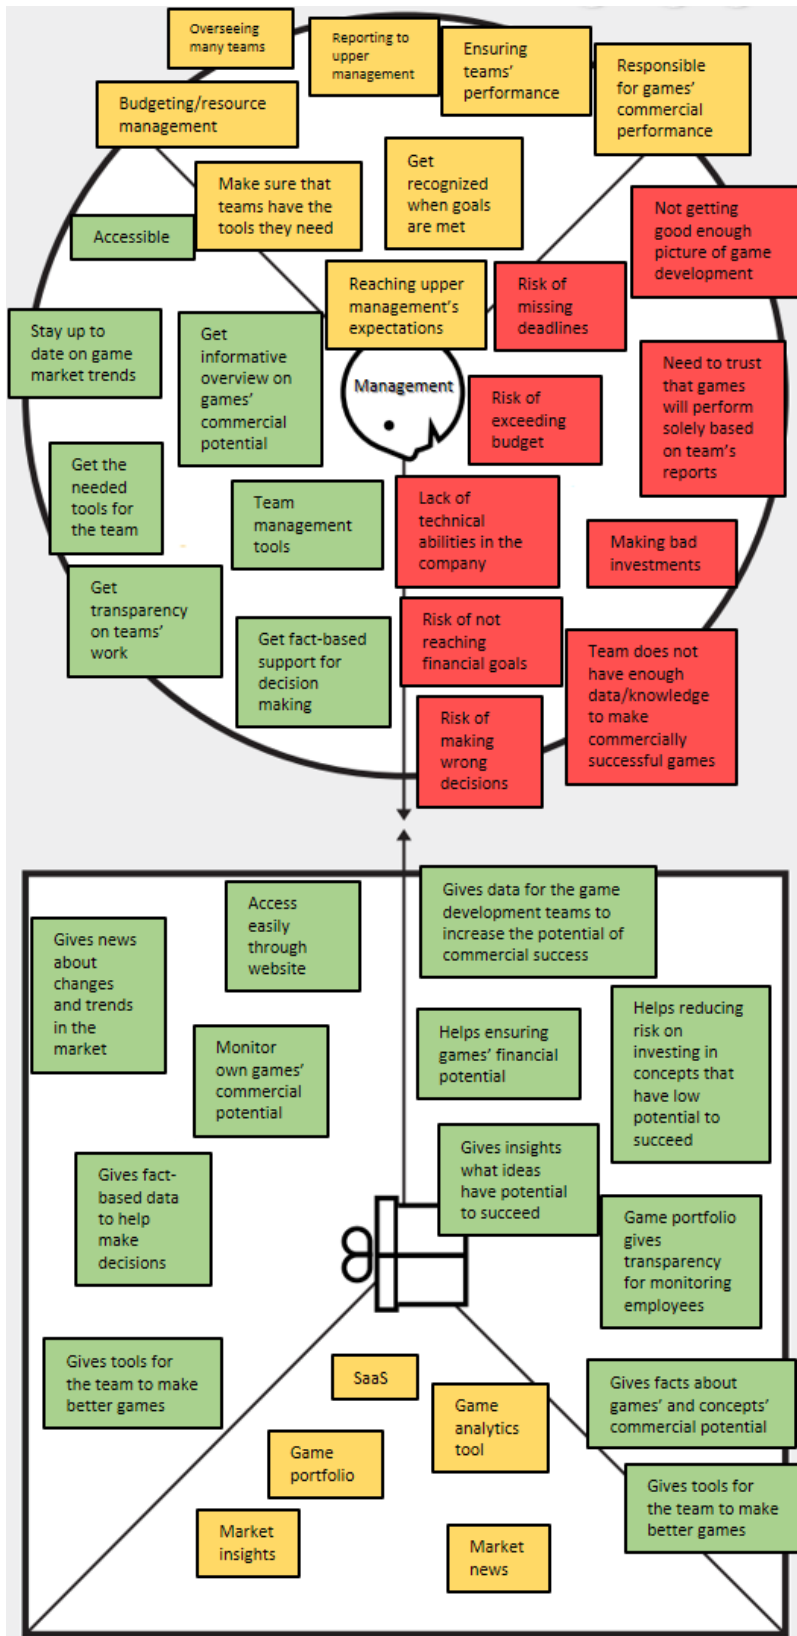 Overseeing
many teams
Reporting to
upper
management
Ensuring
teams'
performance
Responsible
for games'
commercial
performance
Budgeting/resource
management
Make sure that
teams have the
tools they need
Get
recognized
when goals
are met
Not getting
good enough
picture of game
development
Accessible
Reaching upper
management's
expectations
Risk of
missing
deadlines
Stay up to
date on game
market trends
Get
informative
overview on
games'
commercial
potential
Management
Need to trust
that games
will perform
solely based
on team's
reports
Risk of
exceeding
budget
Get the
needed
tools for
the team
Team
management
tools
Lack of
technical
abilities in the
company
Making bad
investments
Get
transparency
on teams'
work
Get fact-based
support for
decision
making
Risk of not
reaching
financial goals
Team does not
have enough
data/knowledge
to make
commercially
successful games
Risk of
making
wrong
decisions
Gives data for the game
development teams to
increase the potential of
commercial success
Access
easily
through
website
Gives news
about
changes
and trends
in the
market
Helps reducing
risk on
investing in
concepts that
have low
potential to
succeed
Helps ensuring
games' financial
potential
Monitor
own games'
commercial
potential
Gives insights
what ideas
have potential
to succeed
Gives fact-
based data
to help
make
decisions
Game portfolio
gives
transparency
for monitoring
employees
Gives tools for
the team to make
better games
SaaS
Gives facts about
games' and concepts'
commercial potential
Game
analytics
tool
Game
portfolio
Gives tools for
the team to make
better games
Market
insights
Market
news